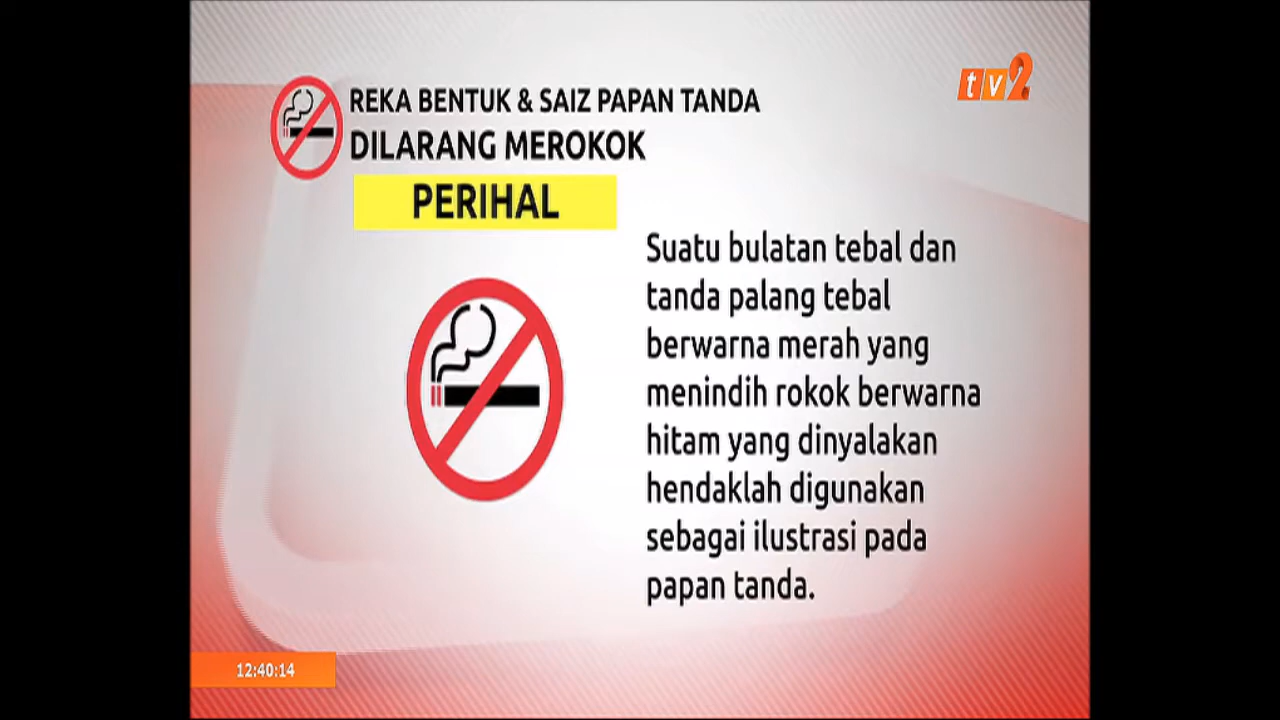 tv2
REKA BENTUK & SAIZ PAPAN TANDA
DILARANG MEROKOK
PERIHAL
Suatu bulatan tebal dan
tanda palang tebal
berwarna merah yang
menindih rokok berwarna
hitam yang dinyalakan
hendaklah digunakan
sebagai ilustrasi pada
papan tanda.
12:40:14